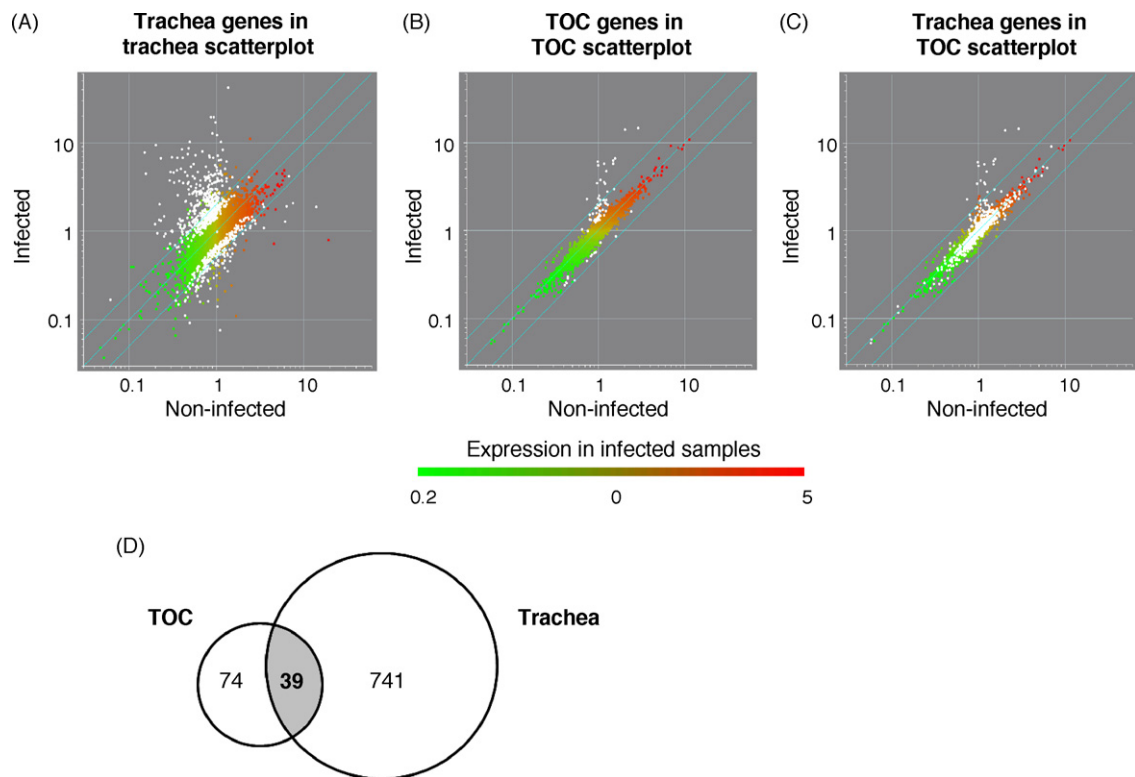 (A)
Trachea genes in
trachea scatterplot
Infected
10
1
0.1
0.1 1 10
Non-infected
(B)
TOC genes in
TOC scatterplot
Infected
10
1
0.1
0.1 1 10
Non-infected
(C)
Trachea genes in
TOC scatterplot
Infected
10
1
0.1
0.1 1 10
Non-infected
Expression in infected samples
0.2 0 5
(D)
TOC
Trachea
74 39 741